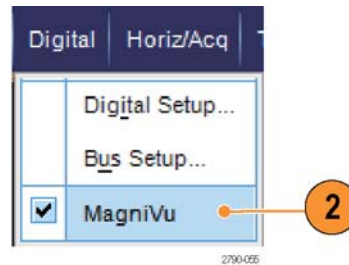 Digital Horiz/Acq
Digital Setup...
Bus Setup...
MagniVu
2
2790-055